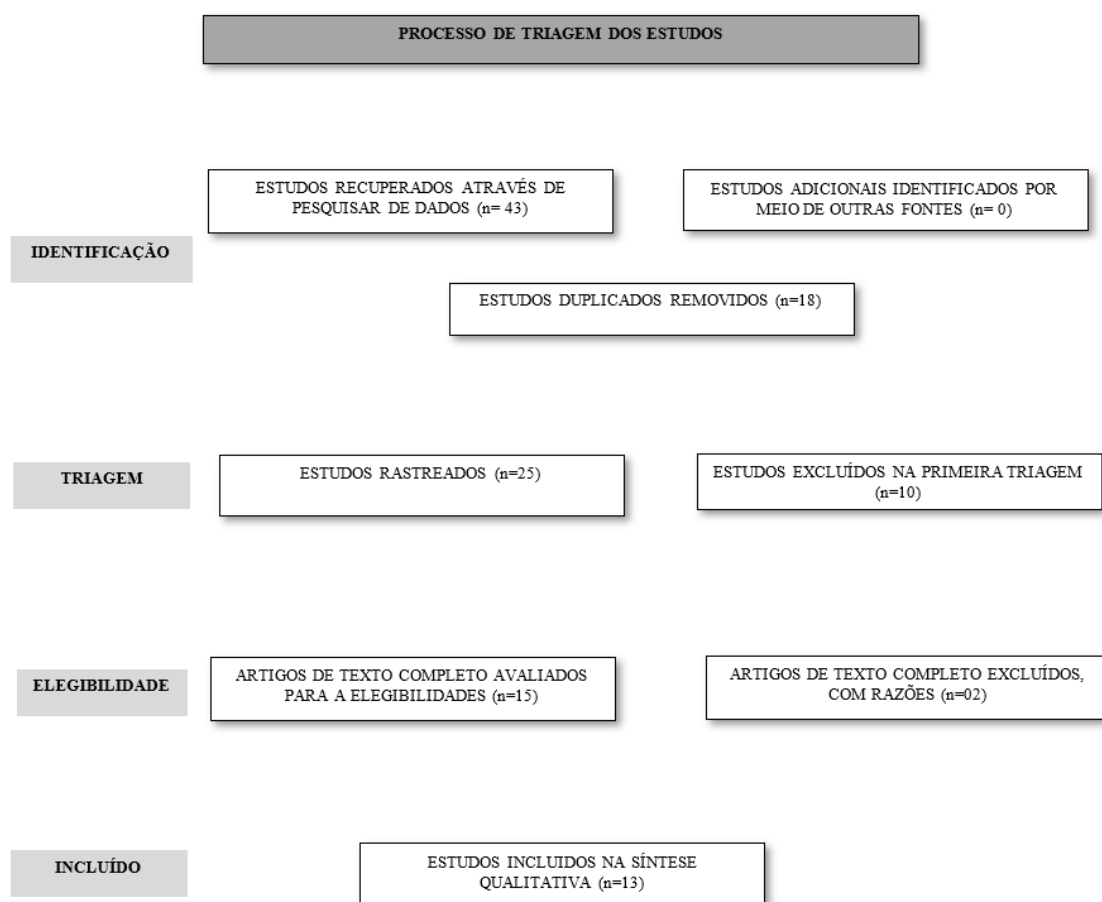 PROCESSO DE TRIAGEM DOS ESTUDOS
ESTUDOS RECUPERADOS ATRAVÉS DE
PESQUISAR DE DADOS (n= 43)
ESTUDOS ADICIONAIS IDENTIFICADOS POR
MEIO DE OUTRAS FONTES (n= 0)
IDENTIFICAÇÃO
ESTUDOS DUPLICADOS REMOVIDOS (n=18)
TRIAGEM
ESTUDOS RASTREADOS (n=25)
ESTUDOS EXCLUÍDOS NA PRIMEIRA TRIAGEM
(n=10)
ELEGIBILIDADE
ARTIGOS DE TEXTO COMPLETO AVALIADOS
PARA A ELEGIBILIDADES (n=15)
ARTIGOS DE TEXTO COMPLETO EXCLUÍDOS,
COM RAZÕES (n=02)
INCLUÍDO
ESTUDOS INCLUIDOS NA SÍNTESE
QUALITATIVA (n=13)